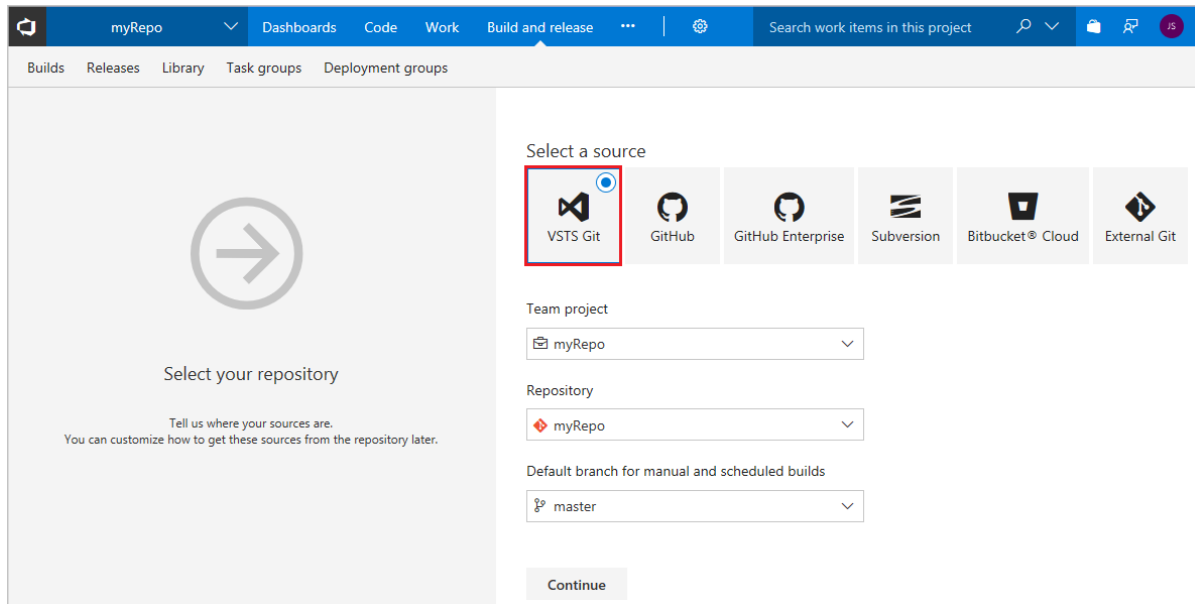 myRepo Dashboards Code Work Build and release ··· Search work items in this project JS
Builds Releases Library Task groups Deployment groups
Select your repository
Tell us where your sources are.
You can customize how to get these sources from the repository later.
Select a source
VSTS Git GitHub GitHub Enterprise Subversion Bitbucket® Cloud External Git
Team project
myRepo
Repository
myRepo
Default branch for manual and scheduled builds
master
Continue